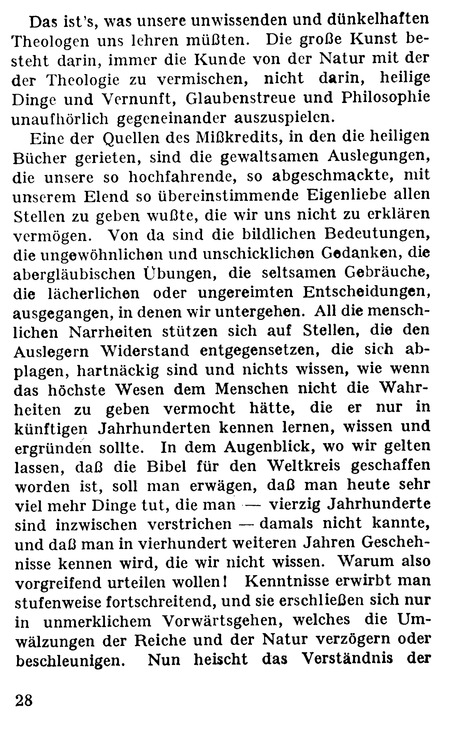 Das ist's, was unsere unwissenden und dünkelhaften
Theologen uns lehren müßten. Die große Kunst be-
steht darin, immer die Kunde von der Natur mit der
der Theologie zu vermischen, nicht darin, heilige
Dinge und Vernunft, Glaubenstreue und Philosophie
unaufhörlich gegeneinander auszuspielen.
Eine der Quellen des Mißkredits, in den die heiligen
Bücher gerieten, sind die gewaltsamen Auslegungen,
die unsere so hochfahrende, so abgeschmackte, mit
unserem Elend so übereinstimmende Eigenliebe allen
Stellen zu geben wußte, die wir uns nicht zu erklären
vermögen. Von da sind die bildlichen Bedeutungen,
die ungewöhnlichen und unschicklichen Gedanken, die
abergläubischen Übungen, die seltsamen Gebräuche,
die lächerlichen oder ungereimten Entscheidungen,
ausgegangen, in denen wir untergehen. All die mensch-
lichen Narrheiten stützen sich auf Stellen, die den
Auslegern Widerstand entgegensetzen, die sich ab-
plagen, hartnäckig sind und nichts wissen, wie wenn
das höchste Wesen dem Menschen nicht die Wahr-
heiten zu geben vermocht hätte, die er nur in
künftigen Jahrhunderten kennen lernen, wissen und
ergründen sollte. In dem Augenblick, wo wir gelten
lassen, daß die Bibel für den Weltkreis geschaffen
worden ist, soll man erwägen, daß man heute sehr
viel mehr Dinge tut, die man — vierzig Jahrhunderte
sind inzwischen verstrichen — damals nicht kannte,
und daß man in vierhundert weiteren Jahren Gescheh-
nisse kennen wird, die wir nicht wissen. Warum also
vorgreifend urteilen wollen! Kenntnisse erwirbt man
stufenweise fortschreitend, und sie erschließen sich nur
in unmerklichem Vorwärtsgehen, welches die Um-
wälzungen der Reiche und der Natur verzögern oder
beschleunigen. Nun heischt das Verständnis der
28